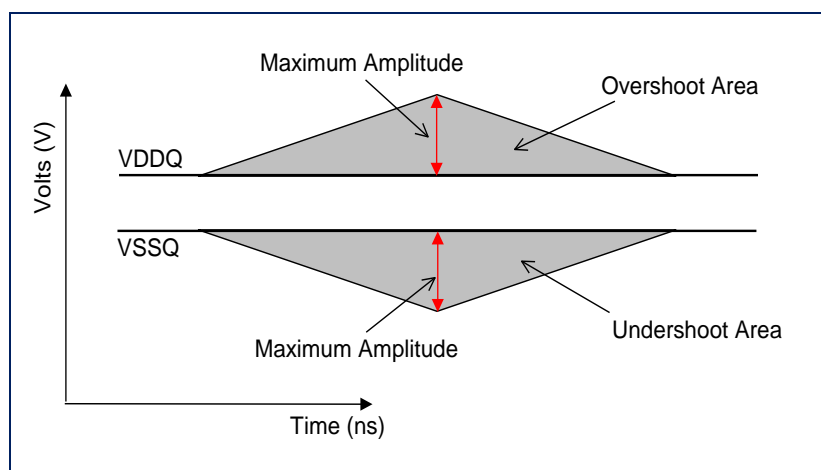 Maximum Amplitude
Overshoot Area
VDDQ
Volts (V)
VSSQ
Undershoot Area
Maximum Amplitude
Time (ns)